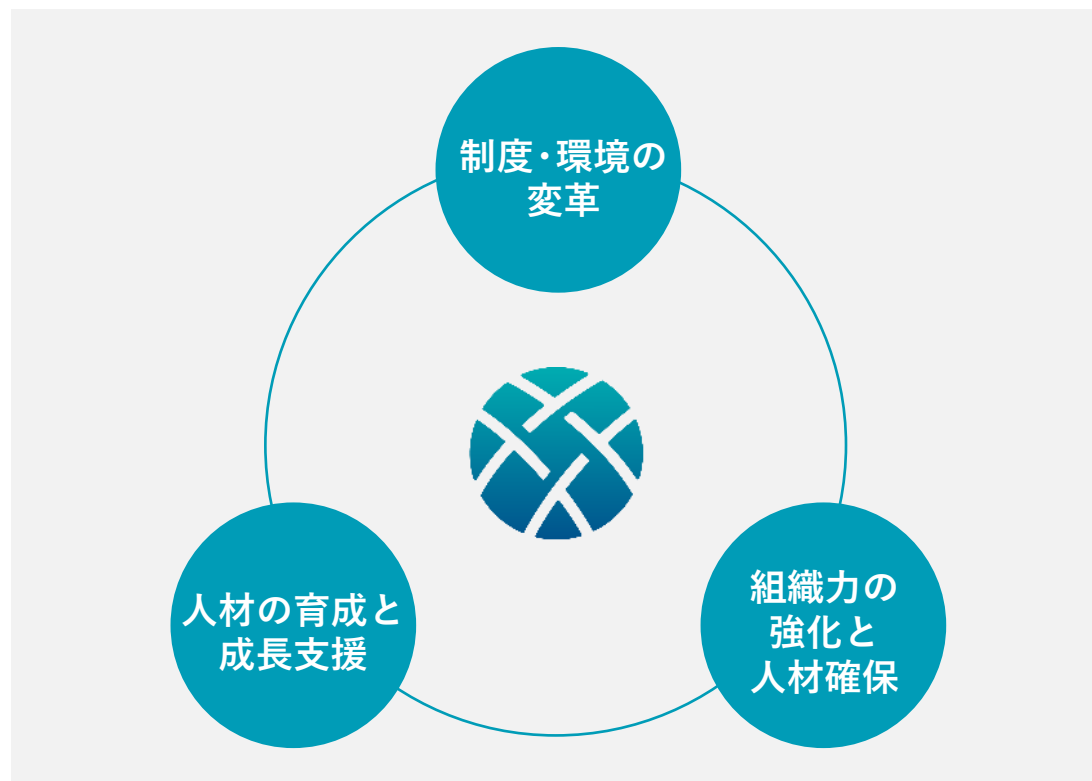 制度・環境の
変革
人材の育成と
成長支援
組織力の
強化と
人材確保